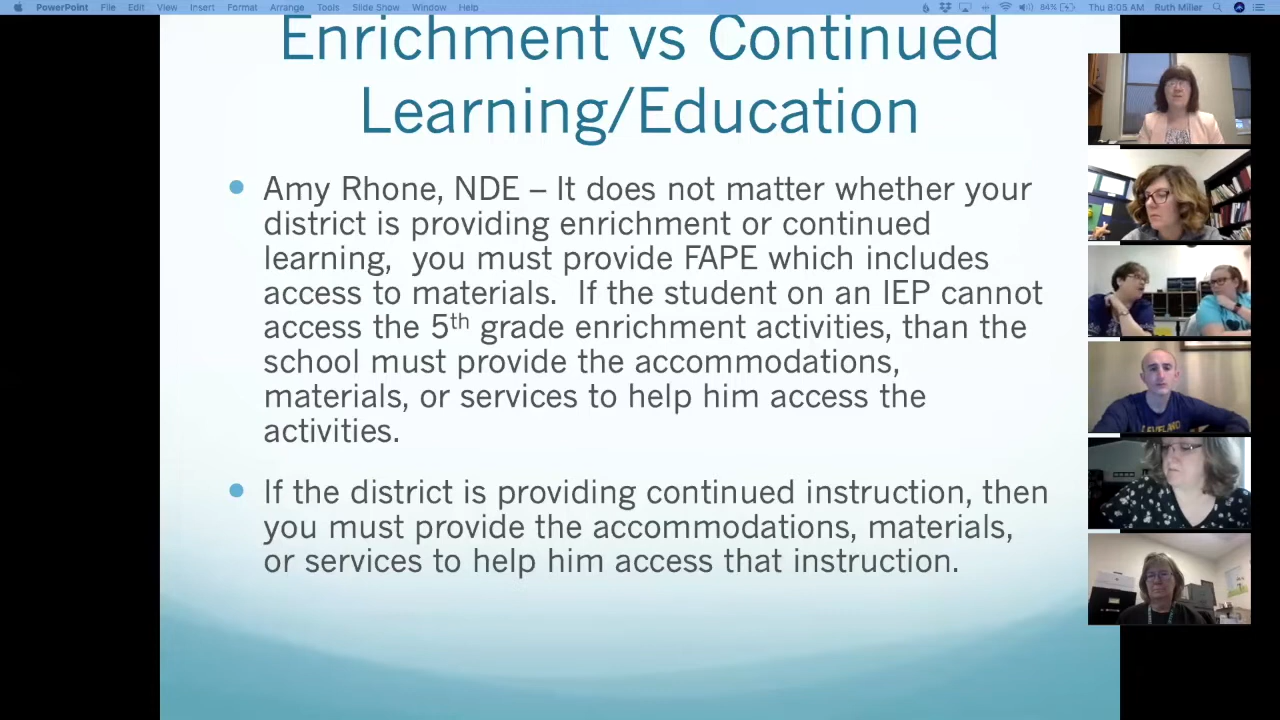 PowerPoint File Edit View Insert Format Arrange Tools Slide Show Window Help 84% Thu 8:05 AM Ruth Miller
Enrichment vs Continued
Learning/Education
• Amy Rhone, NDE – It does not matter whether your
district is providing enrichment or continued
learning, you must provide FAPE which includes
access to materials. If the student on an IEP cannot
access the 5th grade enrichment activities, than the
school must provide the accommodations,
materials, or services to help him access the
activities.
• If the district is providing continued instruction, then
you must provide the accommodations, materials,
or services to help him access that instruction.
CLEVELAND